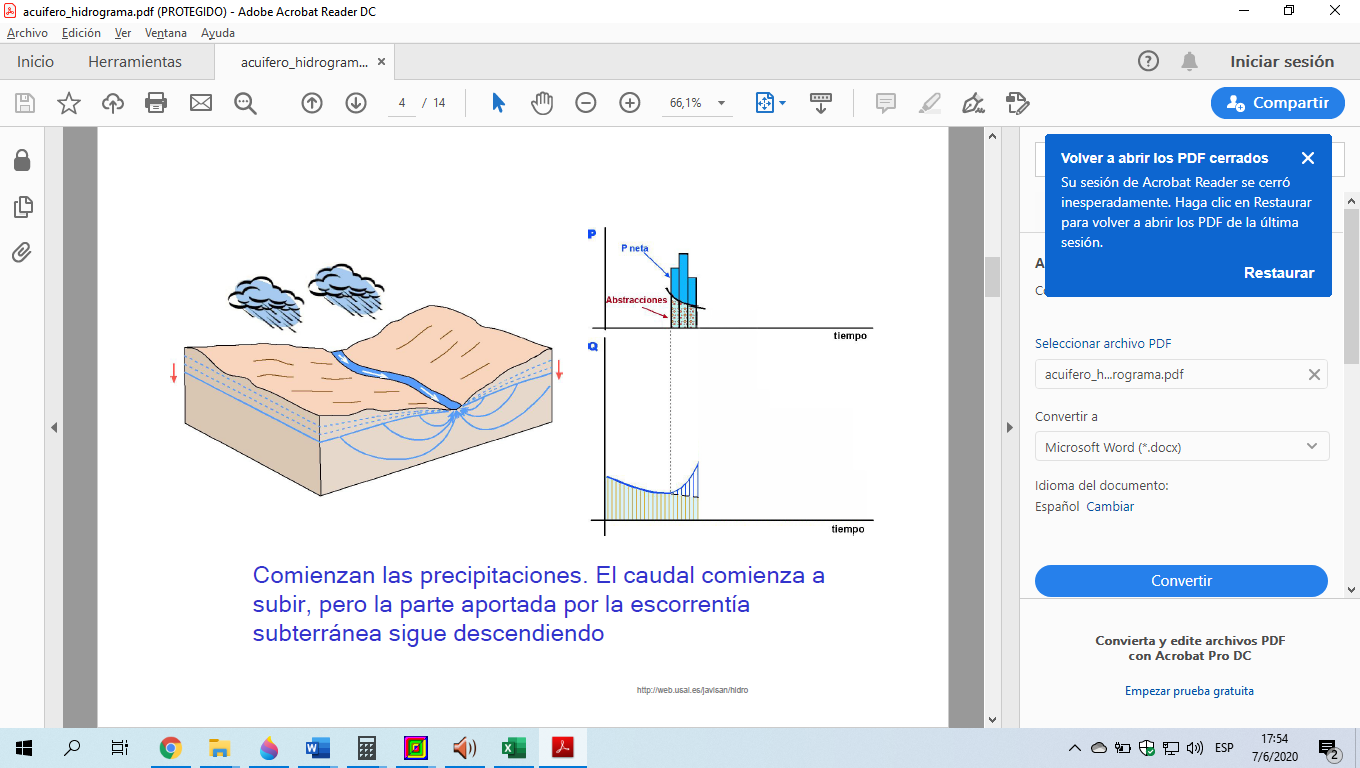 acuifero_hidrograma.pdf (PROTEGIDO) - Adobe Acrobat Reader DC
Archivo Edición Ver Ventana Ayuda
Inicio Herramientas acuifero_hidrogram... Iniciar sesión
4 / 14 66,1% Compartir
Volver a abrir los PDF cerrados
Su sesión de Acrobat Reader se cerró
inesperadamente. Haga clic en Restaurar
para volver a abrir los PDF de la última
sesión.
Restaurar
P
P neta
Abstracciones
tiempo
Q
tiempo
Comienzan las precipitaciones. El caudal comienza a
subir, pero la parte aportada por la escorrentía
subterránea sigue descendiendo
http://web.usal.es/javisan/hidro
Seleccionar archivo PDF
acuifero_h...rograma.pdf
Convertir a
Microsoft Word (*.docx)
Idioma del documento:
Español Cambiar
Convertir
Convierta y edite archivos PDF
con Acrobat Pro DC
Empezar prueba gratuita
ESP
17:54
7/6/2020
2